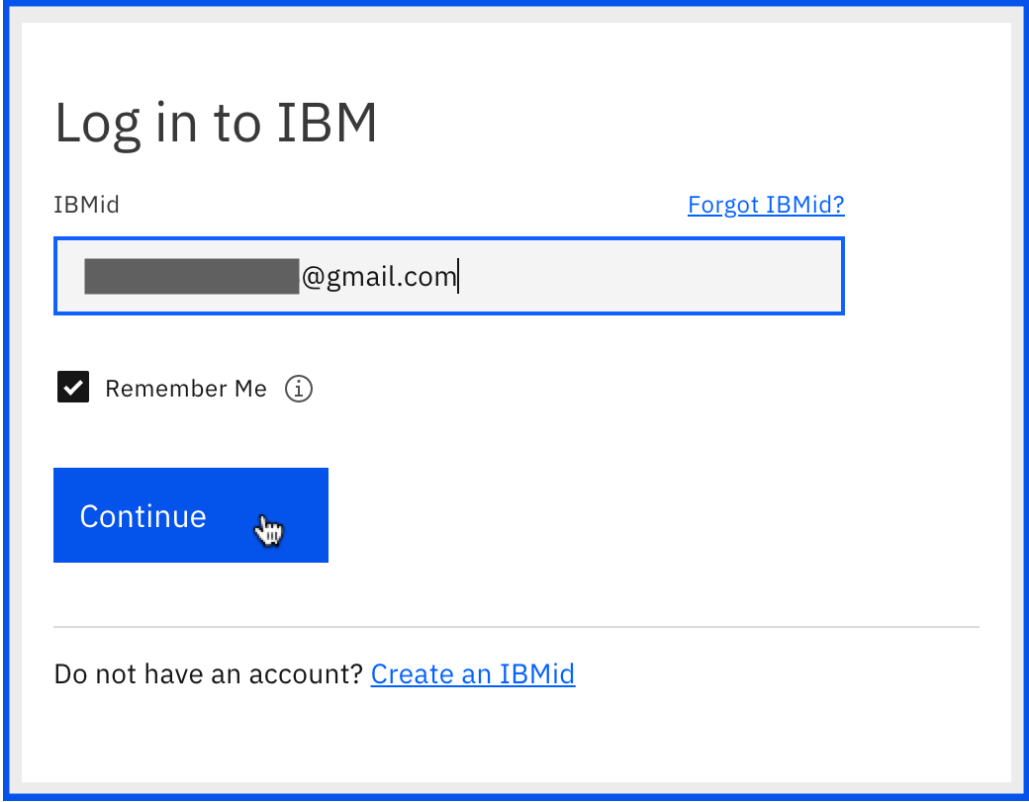 Log in to IBM
IBMid Forgot IBMid?
@gmail.com
Remember Me
Continue
Do not have an account? Create an IBMid